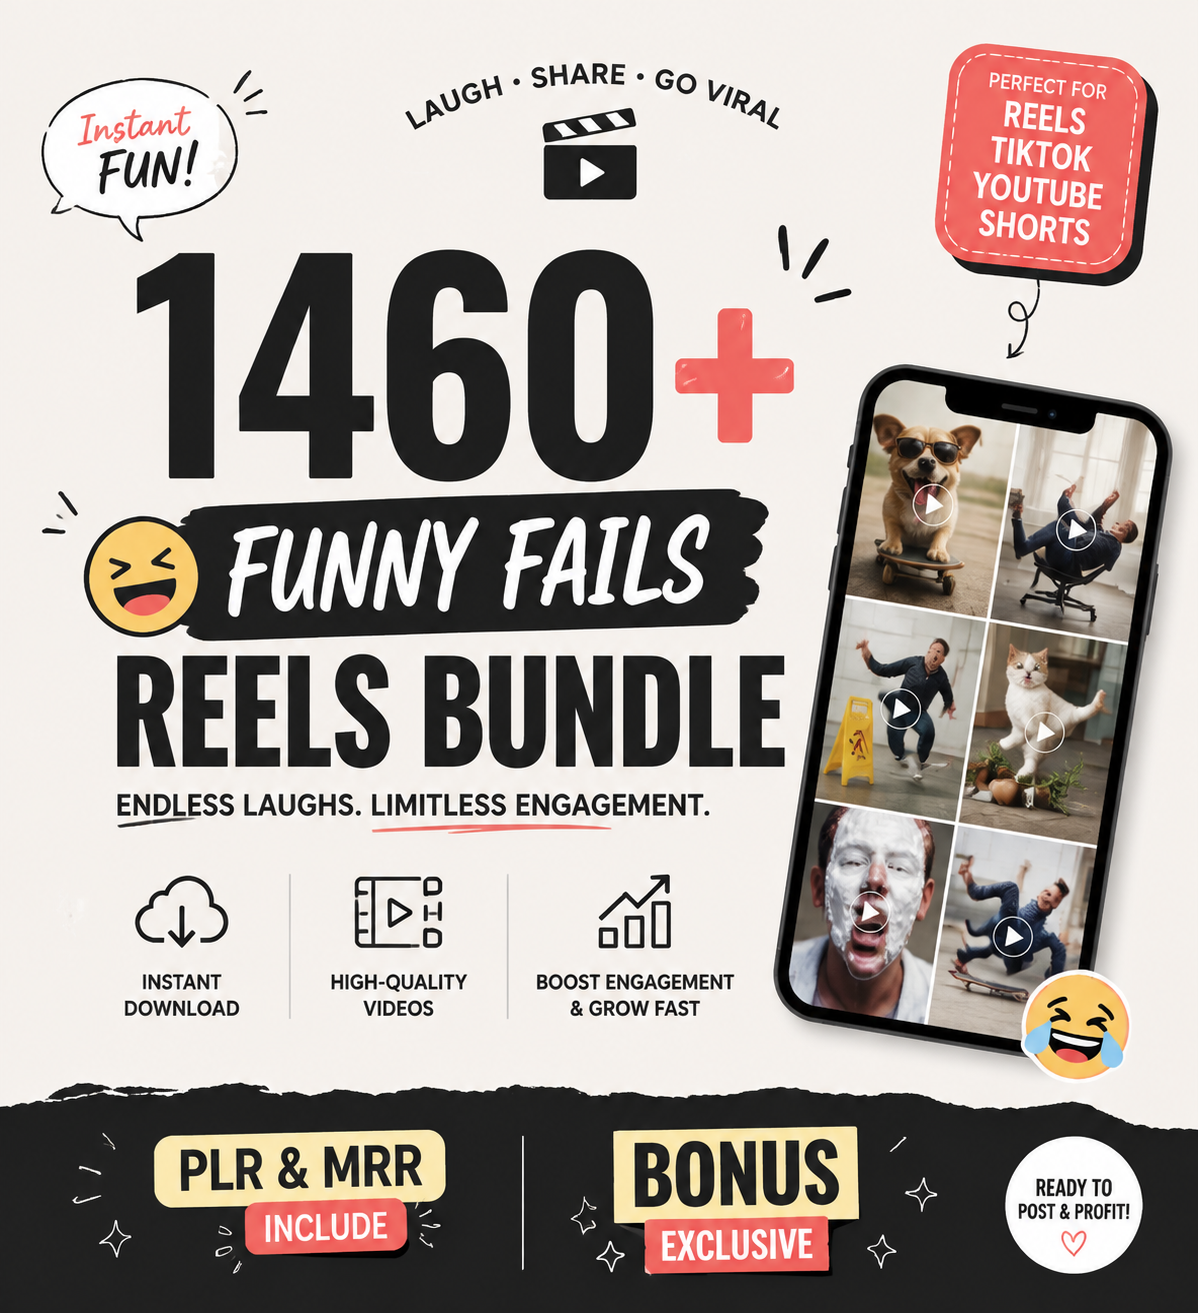 Instant
FUN!
LAUGH • SHARE • GO VIRAL
PERFECT FOR
REELS
TIKTOK
YOUTUBE
SHORTS
1460+
FUNNY FAILS
REELS BUNDLE
ENDLESS LAUGHS. LIMITLESS ENGAGEMENT.
INSTANT
DOWNLOAD
HIGH-QUALITY
VIDEOS
BOOST ENGAGEMENT
& GROW FAST
PLR & MRR
INCLUDE
BONUS
EXCLUSIVE
READY TO
POST & PROFIT!